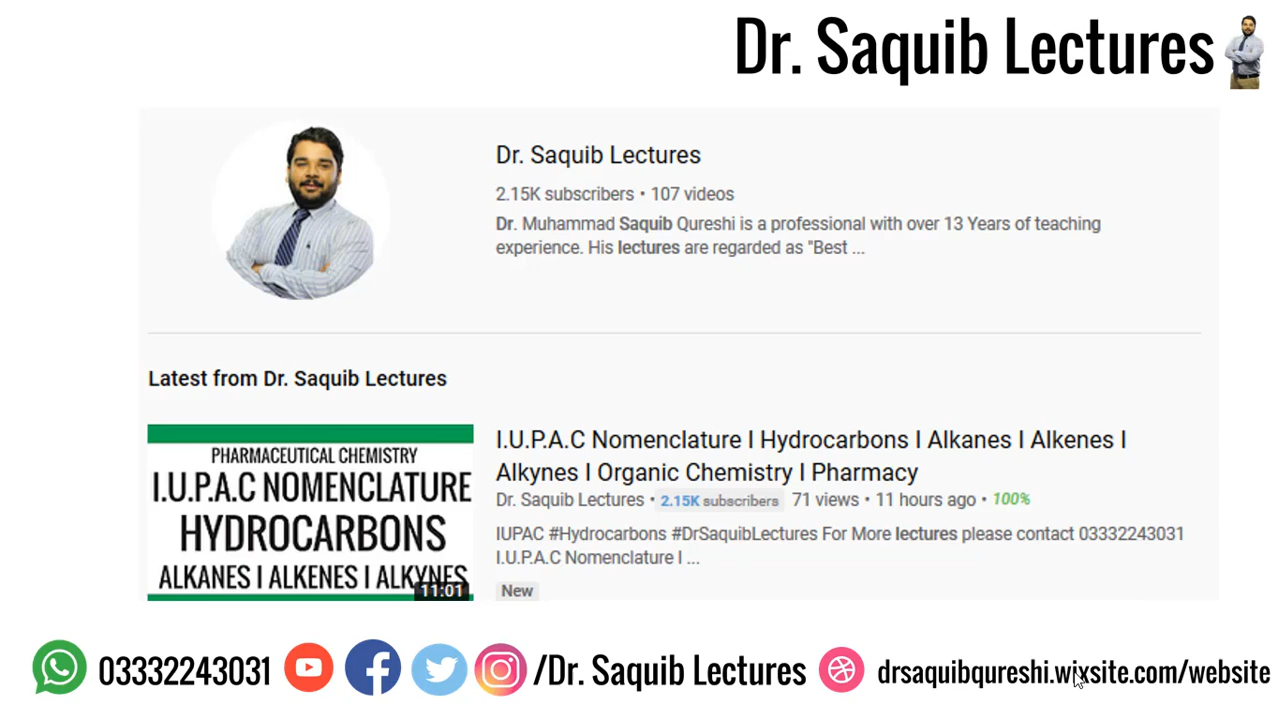 Dr. Saquib Lectures
Dr. Saquib Lectures
2.15K subscribers • 107 videos
Dr. Muhammad Saquib Qureshi is a professional with over 13 Years of teaching
experience. His lectures are regarded as "Best ...
Latest from Dr. Saquib Lectures
PHARMACEUTICAL CHEMISTRY
I.U.P.A.C NOMENCLATURE
HYDROCARBONS
ALKANES I ALKENES I ALKYNES
11:01
I.U.P.A.C Nomenclature I Hydrocarbons I Alkanes I Alkenes I
Alkynes I Organic Chemistry I Pharmacy
Dr. Saquib Lectures • 2.15K subscribers 71 views • 11 hours ago • 100%
IUPAC #Hydrocarbons #DrSaquibLectures For More lectures please contact 03332243031
I.U.P.A.C Nomenclature I ...
New
03332243031 /Dr. Saquib Lectures drsaquibqureshi.wixsite.com/website